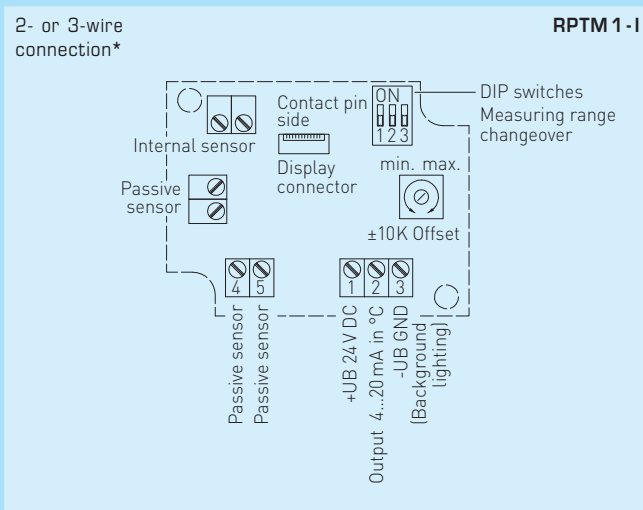 2- or 3-wire
connection*
RPTM 1 - I
ON
1 2 3
DIP switches
Measuring range
changeover
Contact pin
side
Internal sensor
Display
connector
min. max.
Passive
sensor
±10K Offset
4 5
1 2 3
Passive sensor
Passive sensor
+UB 24 V DC
Output 4...20 mA in °C
-UB GND
(Background
lighting)